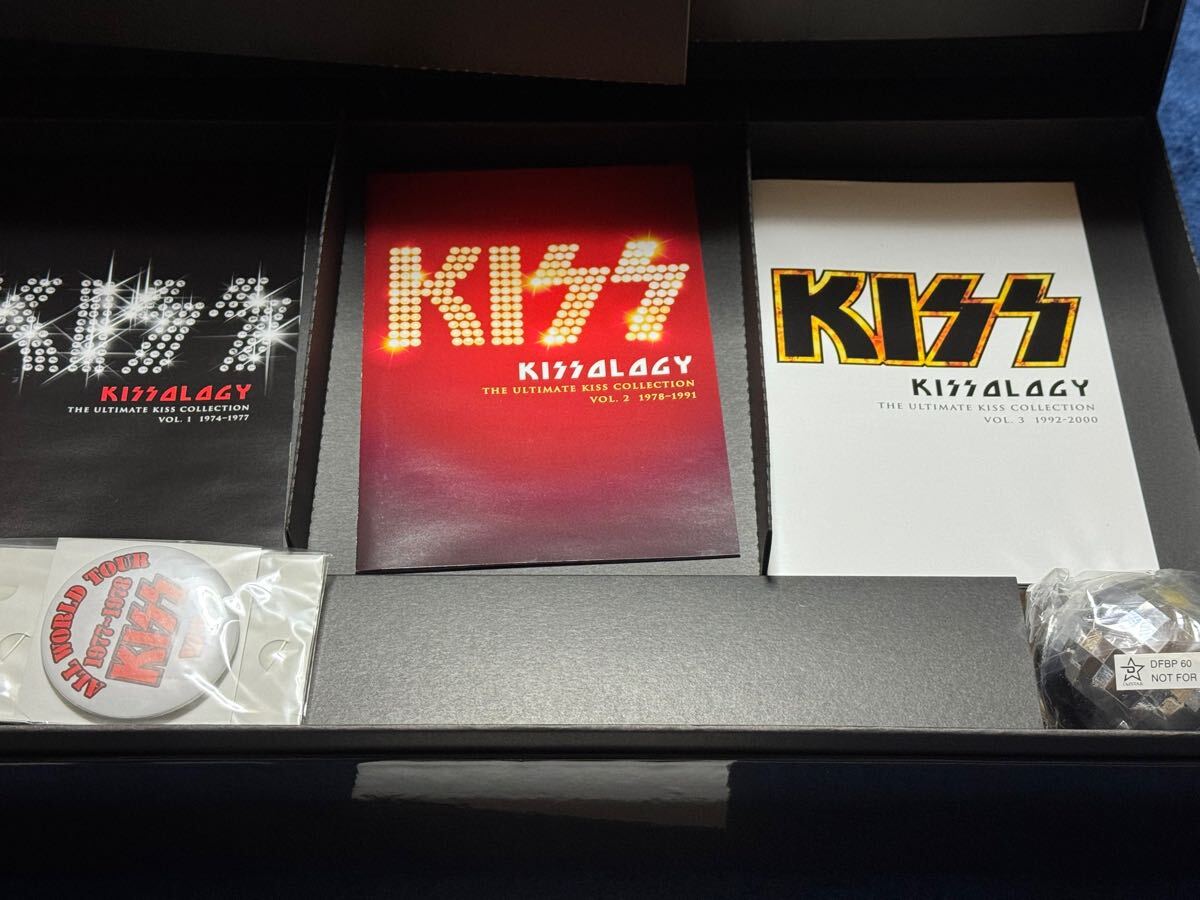 KISS
KISSOLOGY
THE ULTIMATE KISS COLLECTION
VOL. 1 1974-1977
KISS
KISSOLOGY
THE ULTIMATE KISS COLLECTION
VOL. 2 1978-1991
KISS
KISSOLOGY
THE ULTIMATE KISS COLLECTION
VOL. 3 1992-2000
ALL WORLD TOUR
1977~1978
KISS
DFBP 60
NOT FOR